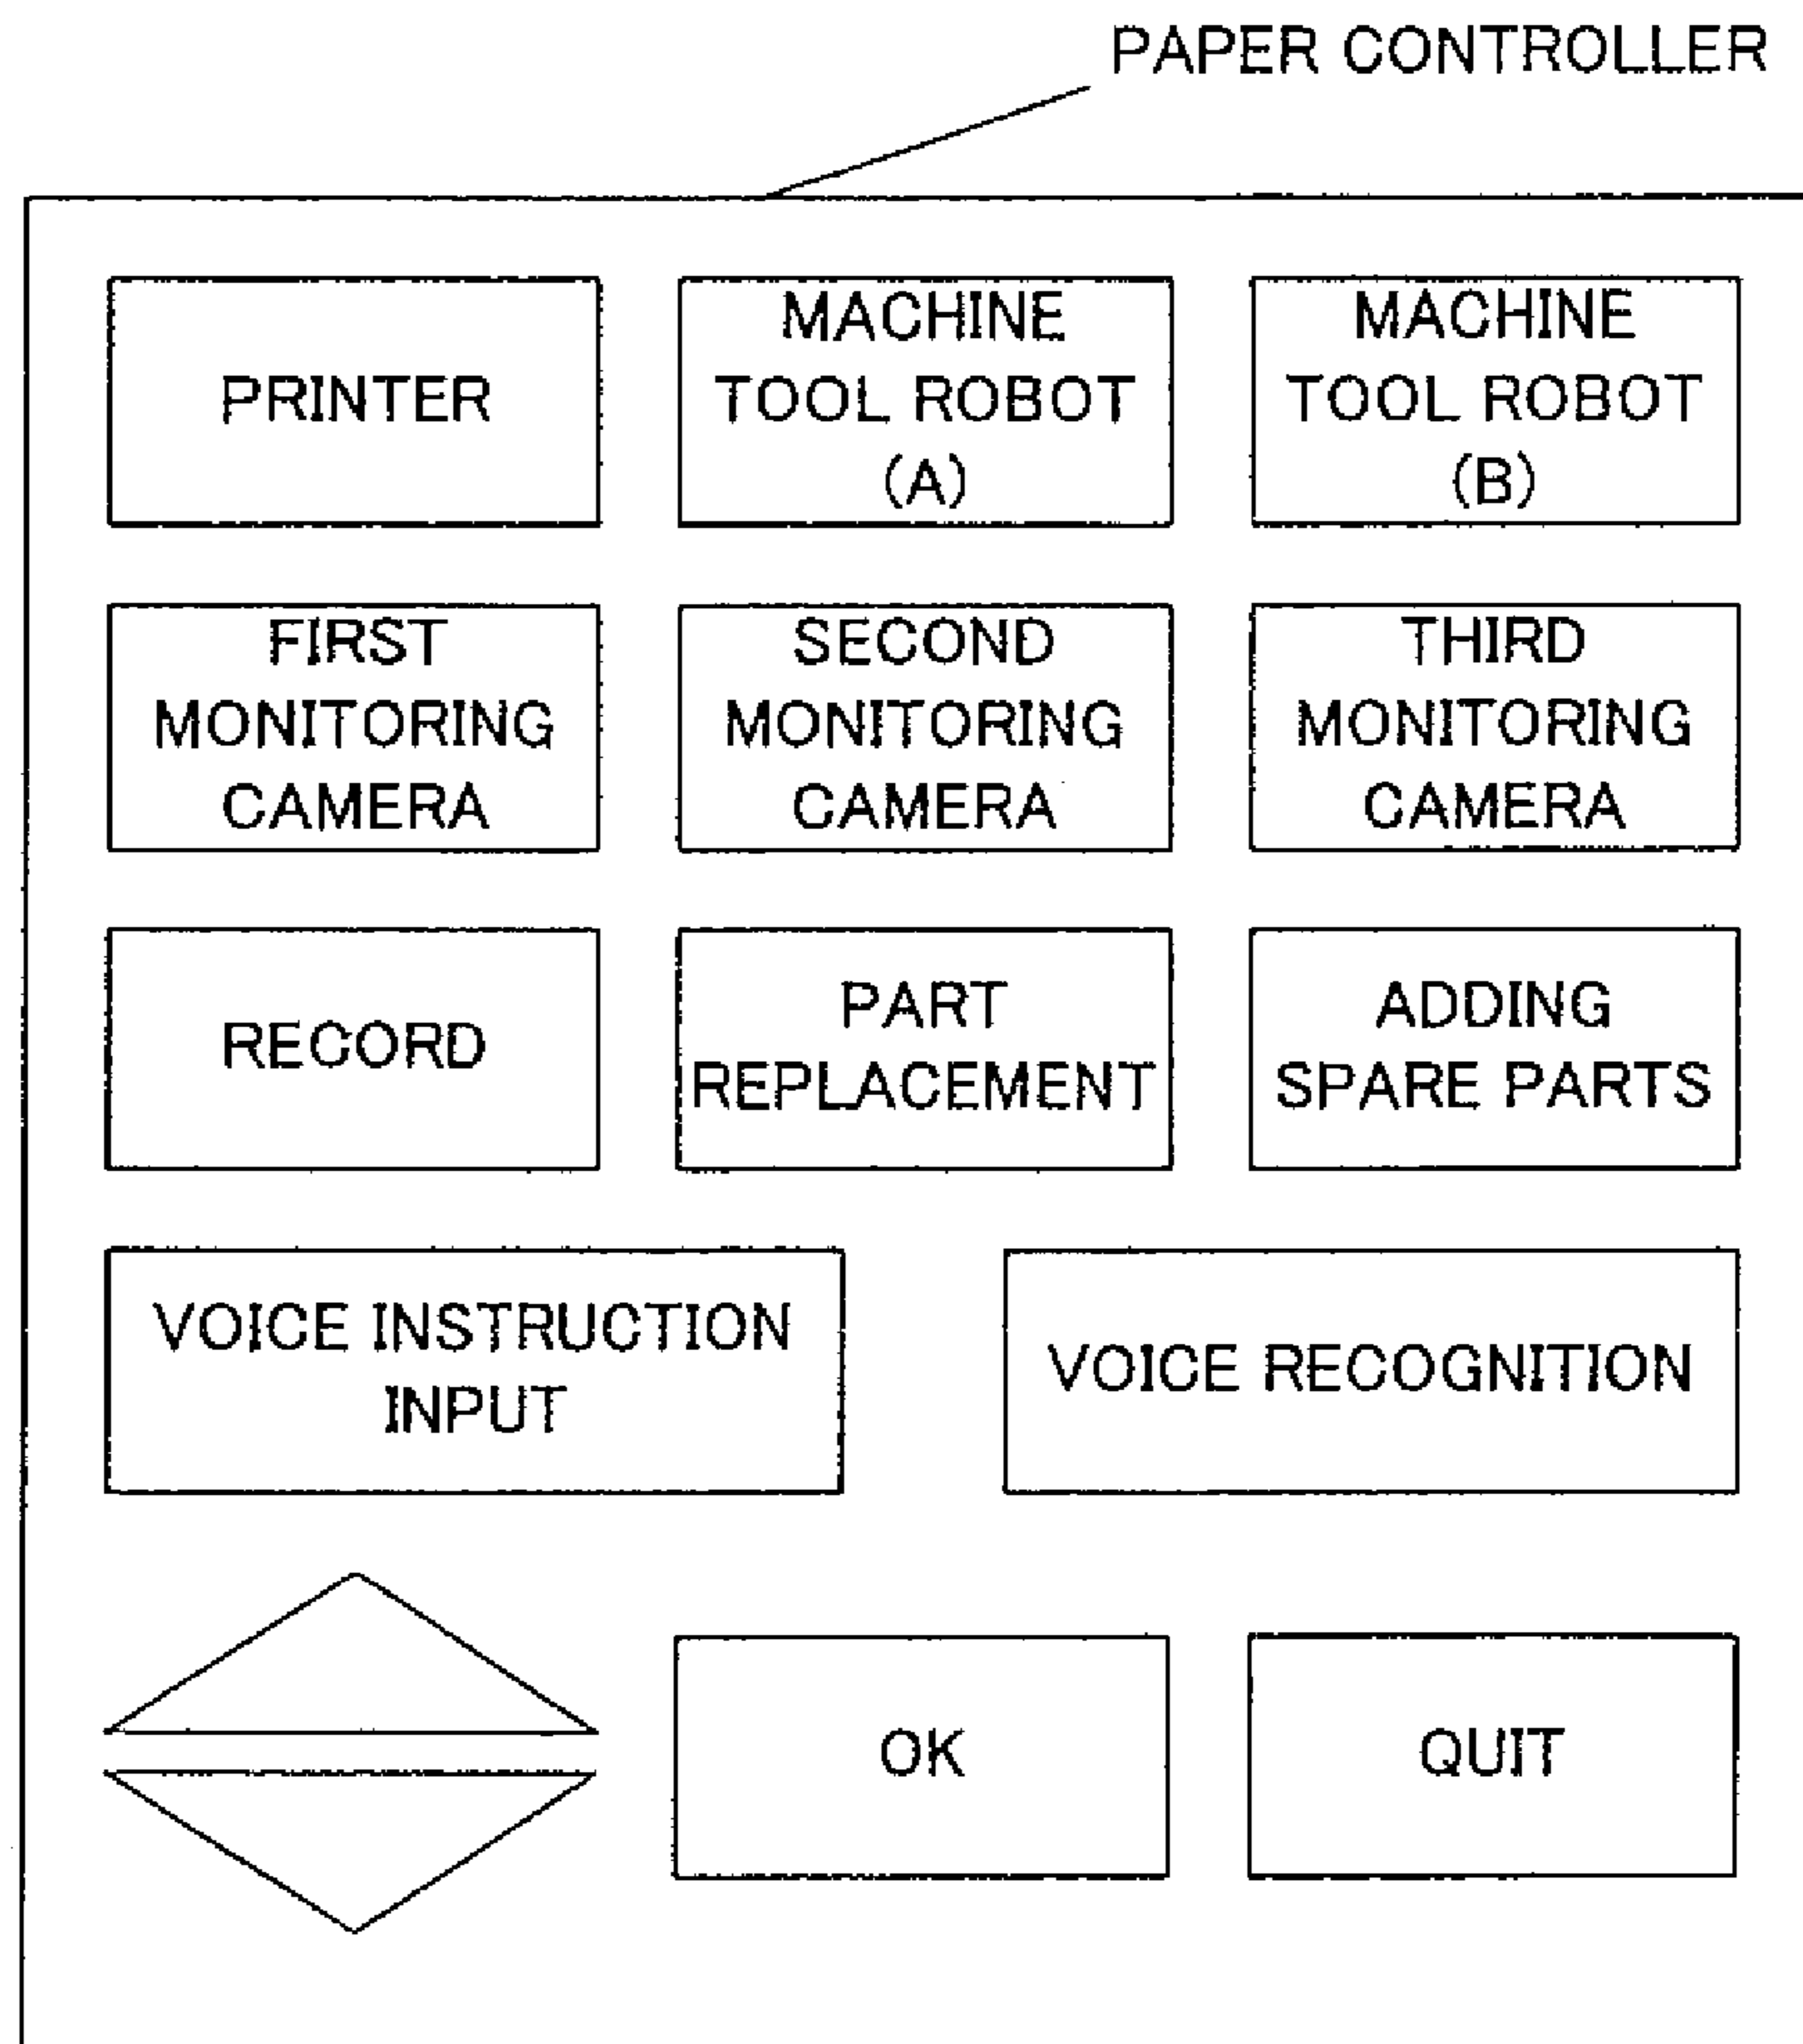 PAPER CONTROLLER
PRINTER
MACHINE
TOOL ROBOT
(A)
MACHINE
TOOL ROBOT
(B)
FIRST
MONITORING
CAMERA
SECOND
MONITORING
CAMERA
THIRD
MONITORING
CAMERA
RECORD
PART
REPLACEMENT
ADDING
SPARE PARTS
VOICE INSTRUCTION
INPUT
VOICE RECOGNITION
OK
QUIT